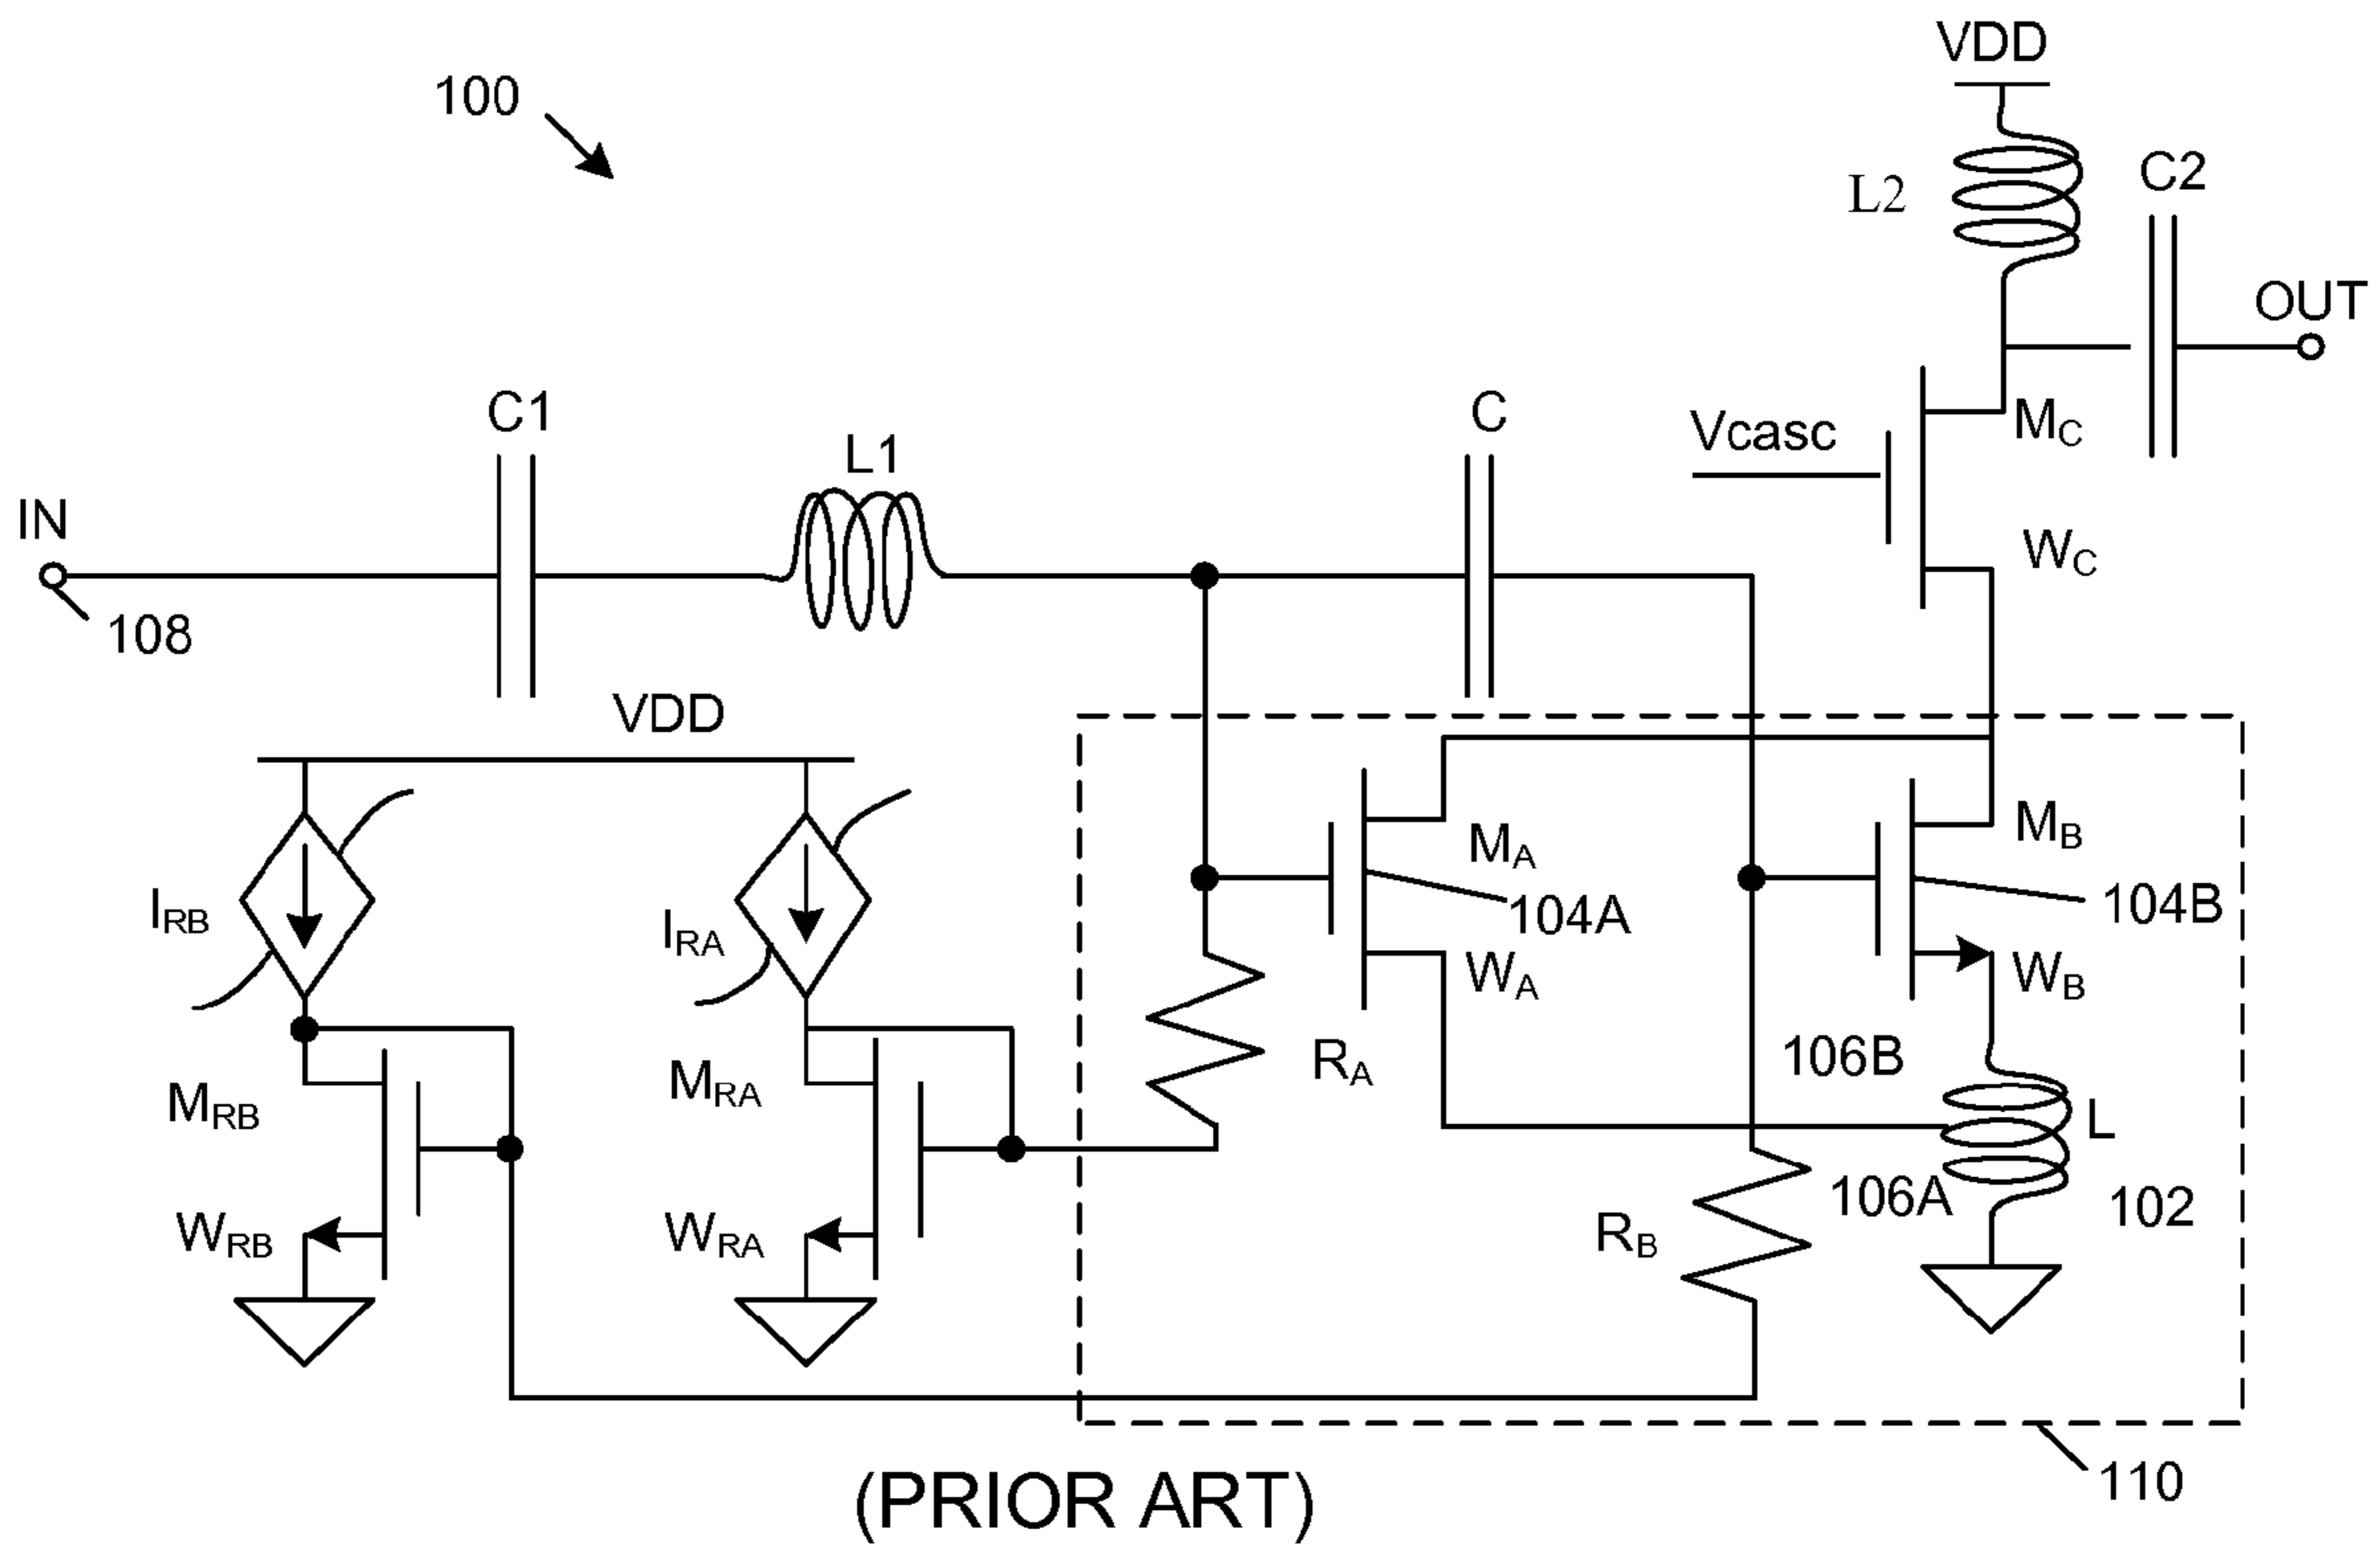 VDD
100
L2
C2
OUT
C1
L1
C
Vcasc
MC
IN
WC
108
VDD
MA
MB
104A
104B
IRB
IRA
WA
WB
RA
106B
MRB
MRA
L
106A
102
WRB
WRA
RB
110
(PRIOR ART)